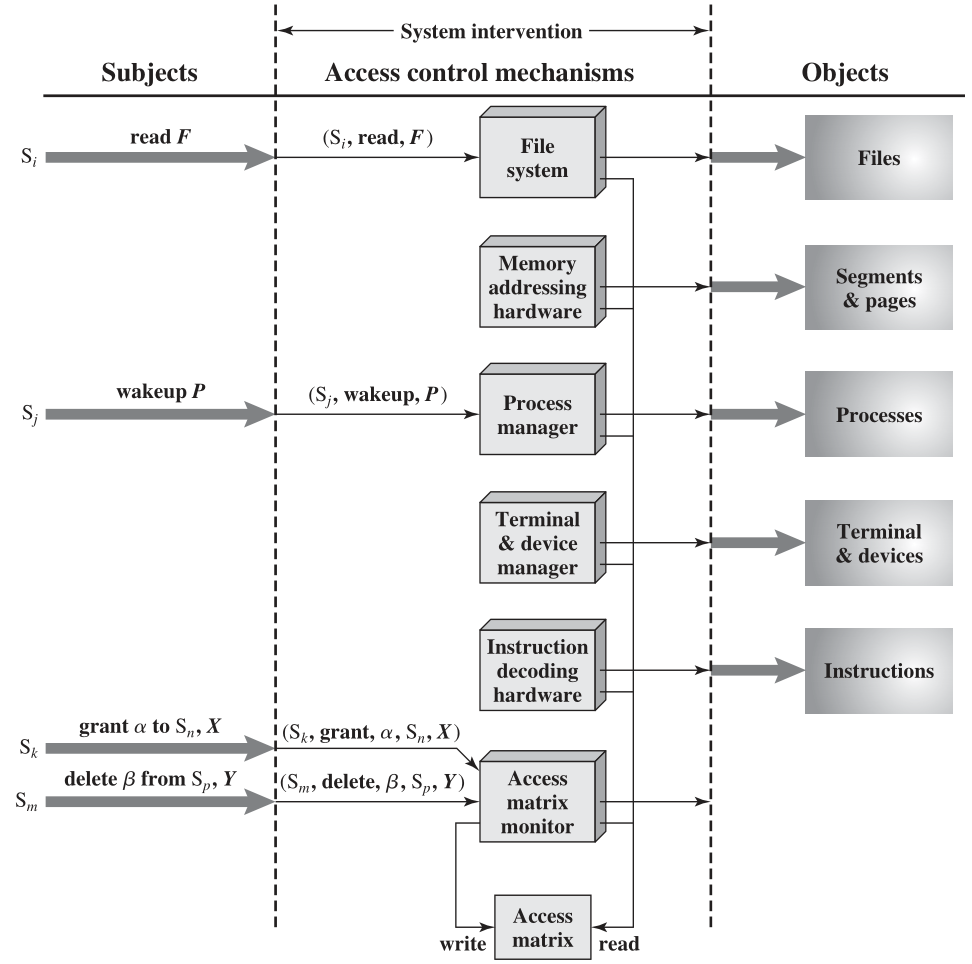 System intervention
Subjects
Access control mechanisms
Objects
Sᵢ
read F
(Sᵢ, read, F)
File
system
Files
Memory
addressing
hardware
Segments
& pages
Sⱼ
wakeup P
(Sⱼ, wakeup, P)
Process
manager
Processes
Terminal
& device
manager
Terminal
& devices
Instruction
decoding
hardware
Instructions
Sₖ
grant α to Sₙ, X
(Sₖ, grant, α, Sₙ, X)
Sₘ
delete β from Sₚ, Y
(Sₘ, delete, β, Sₚ, Y)
Access
matrix
monitor
write
Access
matrix
read